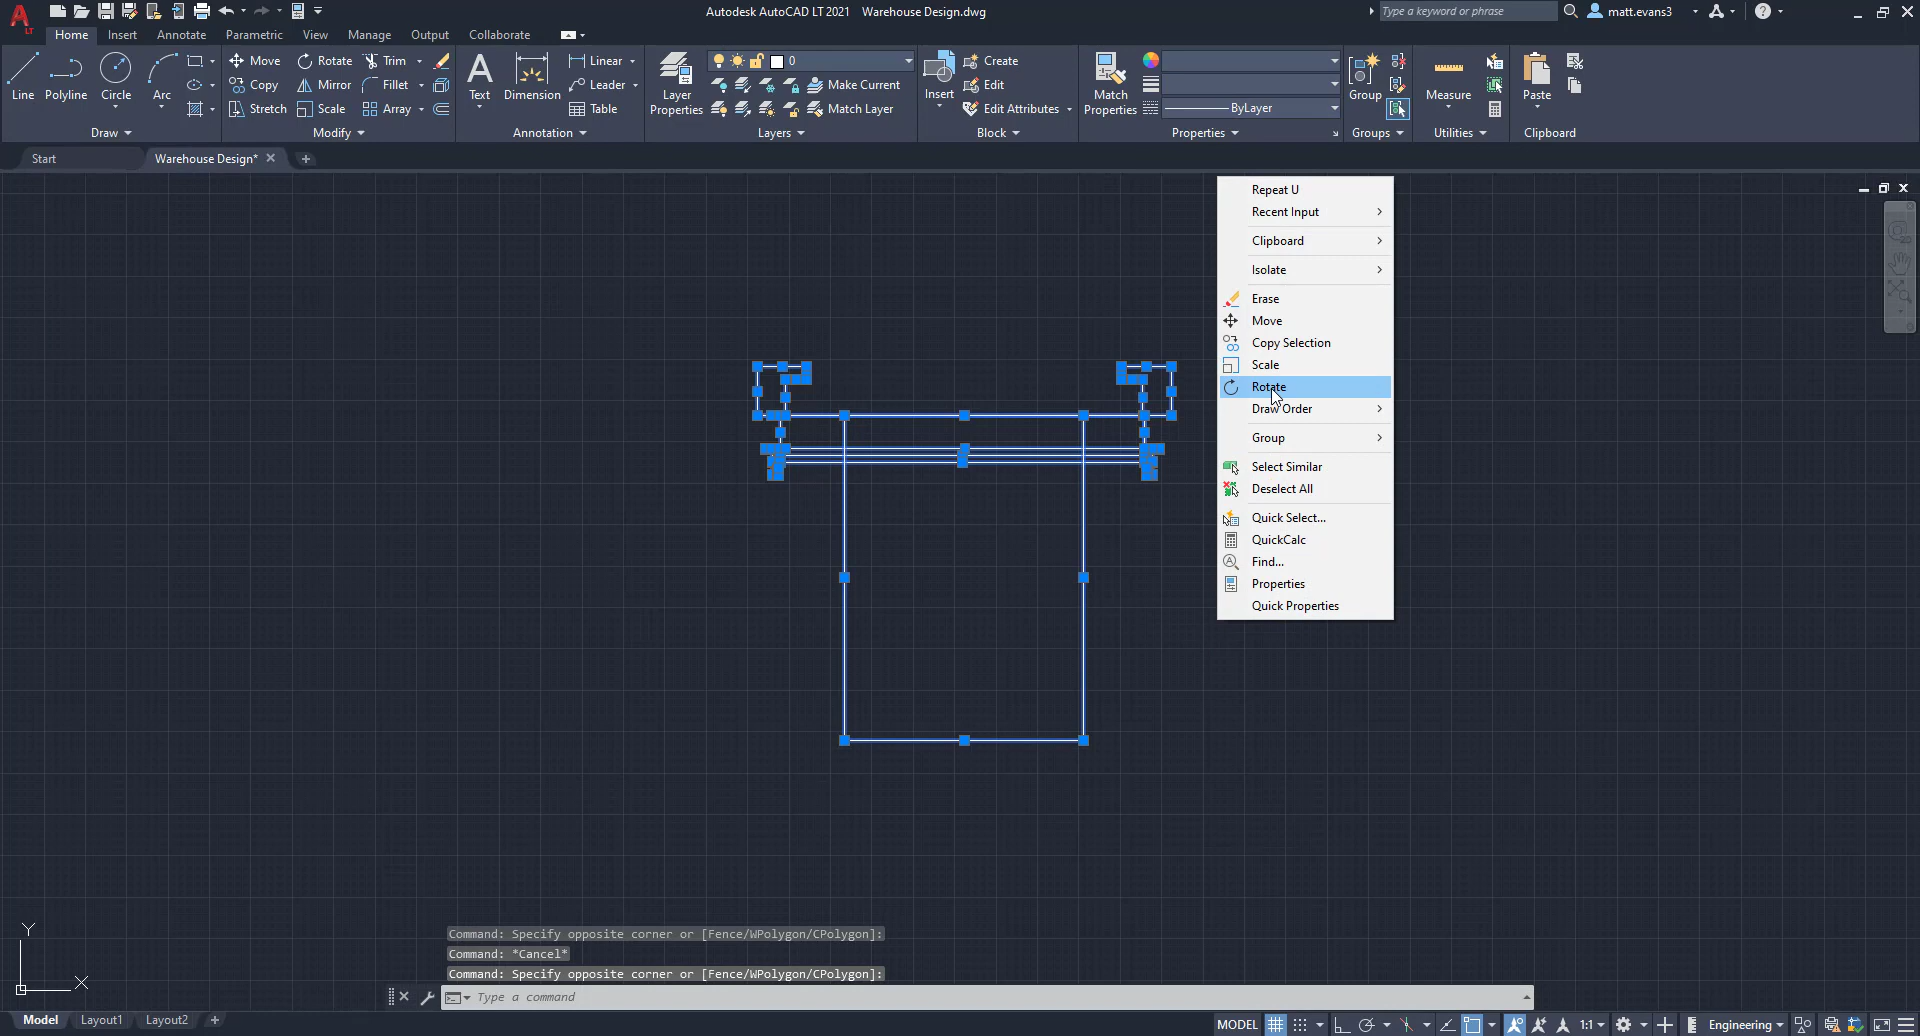 Autodesk AutoCAD LT 2021 Warehouse Design.dwg
Type a keyword or phrase
matt.evans3
LT
Home Insert Annotate Parametric View Manage Output Collaborate
Line Polyline Circle Arc
Draw
Move Rotate Trim
Copy Mirror Fillet
Stretch Scale Array
Modify
Text Dimension
Linear
Leader
Table
Annotation
Layer
Properties
0
Make Current
Match Layer
Layers
Insert
Create
Edit
Edit Attributes
Block
Match
Properties
ByLayer
Properties
Group
Groups
Measure
Utilities
Paste
Clipboard
Start Warehouse Design*
Repeat U
Recent Input
Clipboard
Isolate
Erase
Move
Copy Selection
Scale
Rotate
Draw Order
Group
Select Similar
Deselect All
Quick Select...
QuickCalc
Find...
Properties
Quick Properties
Y
X
Command: Specify opposite corner or [Fence/WPolygon/CPolygon]:
Command: *Cancel*
Command: Specify opposite corner or [Fence/WPolygon/CPolygon]:
Type a command
Model Layout1 Layout2
MODEL 1:1 Engineering